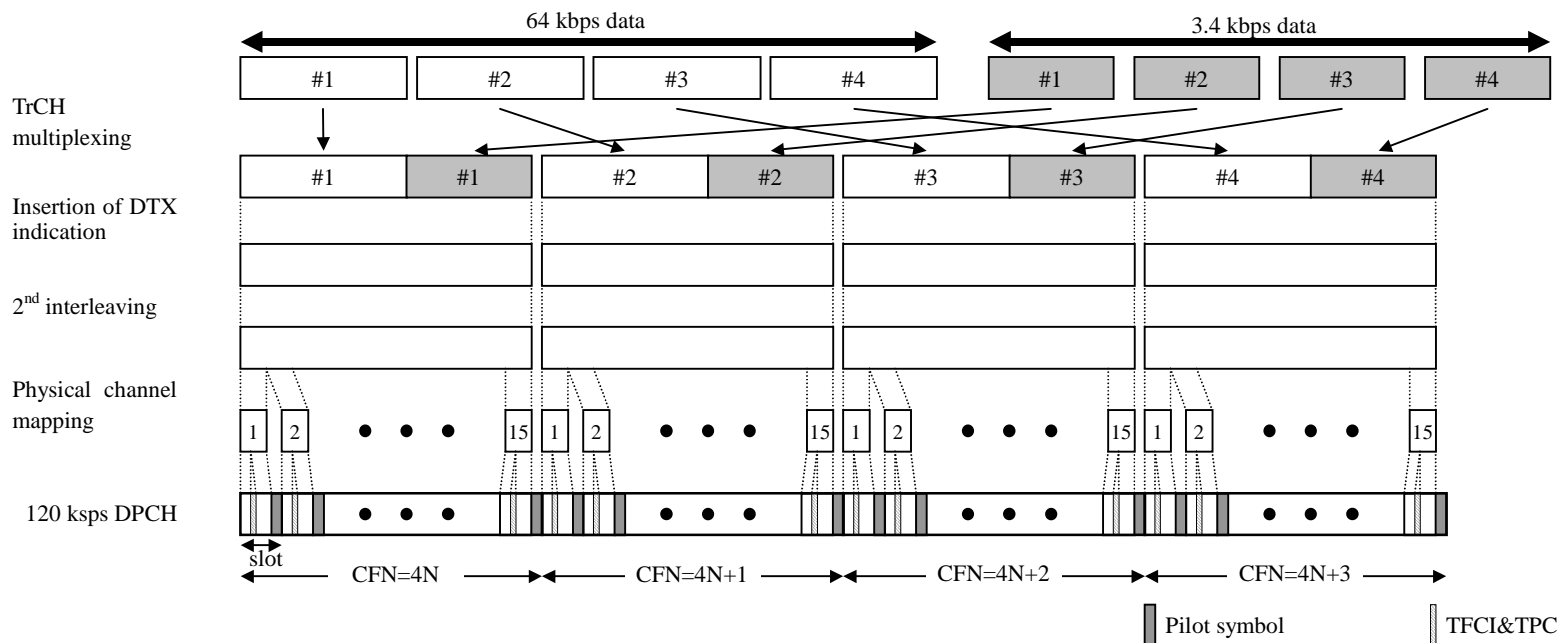 64 kbps data 3.4 kbps data
#1 #2 #3 #4 #1 #2 #3 #4
TrCH
multiplexing
#1 #1 #2 #2 #3 #3 #4 #4
Insertion of DTX
indication
2nd interleaving
Physical channel
mapping
1 2 15 1 2 15 1 2 15 1 2 15
120 ksps DPCH
slot
CFN=4N CFN=4N+1 CFN=4N+2 CFN=4N+3
Pilot symbol TFCI&TPC